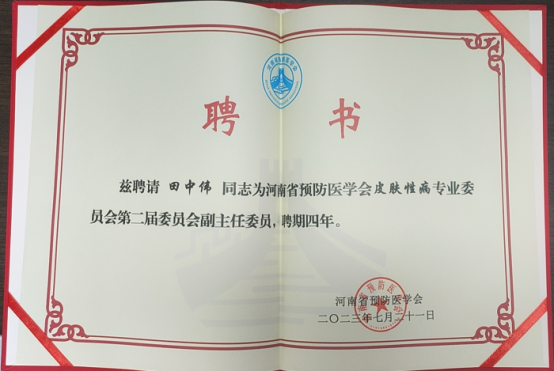 聘 书
兹聘请 田中伟 同志为河南省预防医学会皮肤性病专业委
员会第二届委员会副主任委员，聘期四年。
河南省预防医学会
二〇二三年七月二十一日